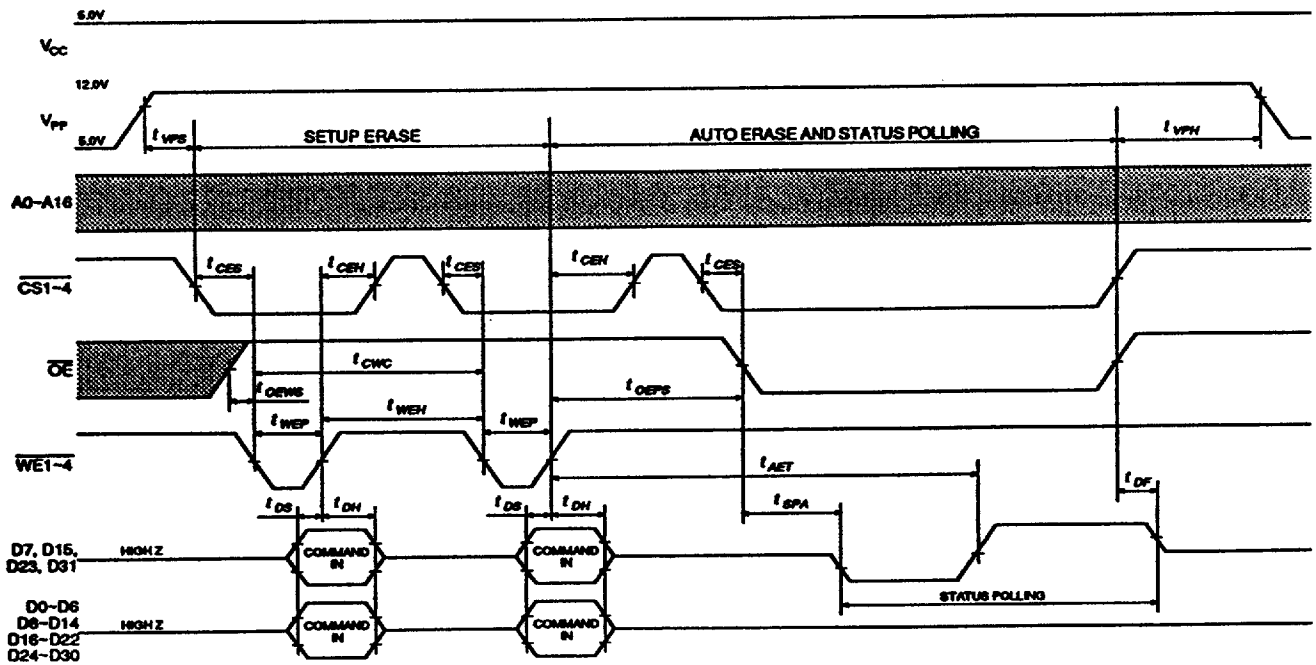 5.0V
VCC
12.0V
VPP
5.0V
tVPS
SETUP ERASE
AUTO ERASE AND STATUS POLLING
tVPH
A0~A16
tCES
tCEH
tCES
tCEH
tCES
CS1~4
OE
tCWC
tOEWS
tOEPS
tWEH
tWEP
tWEP
WE1~4
tAET
tDF
tSPA
tDS
tDH
tDS
tDH
D7, D15,
D23, D31
HIGH Z
COMMAND
IN
COMMAND
IN
STATUS POLLING
D0~D6
D8~D14
D16~D22
D24~D30
HIGH Z
COMMAND
IN
COMMAND
IN